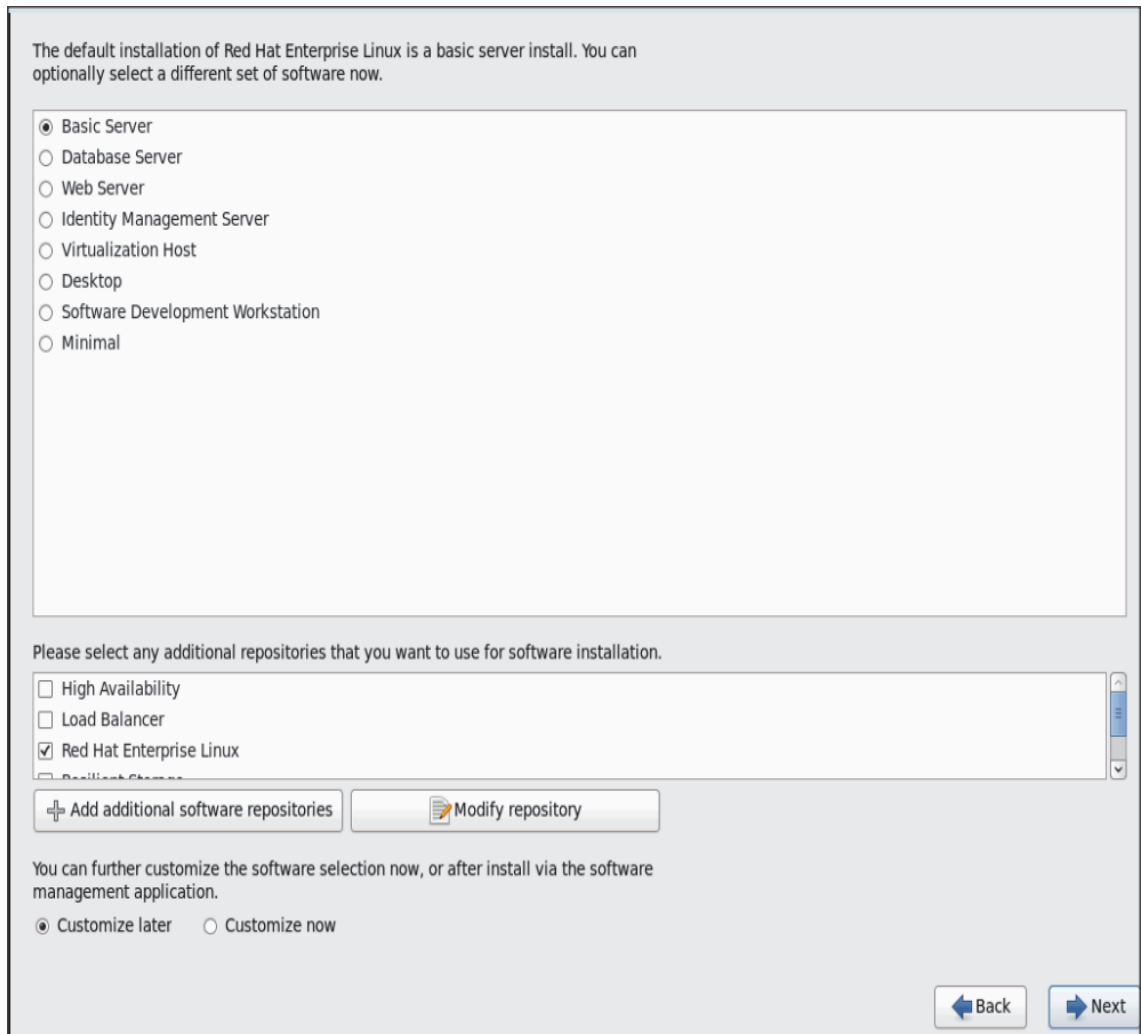 The default installation of Red Hat Enterprise Linux is a basic server install. You can
optionally select a different set of software now.
Basic Server
Database Server
Web Server
Identity Management Server
Virtualization Host
Desktop
Software Development Workstation
Minimal
Please select any additional repositories that you want to use for software installation.
High Availability
Load Balancer
Red Hat Enterprise Linux
Resilient Storage
Add additional software repositories
Modify repository
You can further customize the software selection now, or after install via the software
management application.
Customize later
Customize now
Back
Next